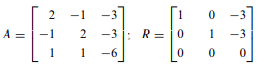 A = [ 2 −1 −3 ; −1 2 −3 ; 1 1 −6 ] : R = [ 1 0 −3 ; 0 1 −3 ; 0 0 0 ]